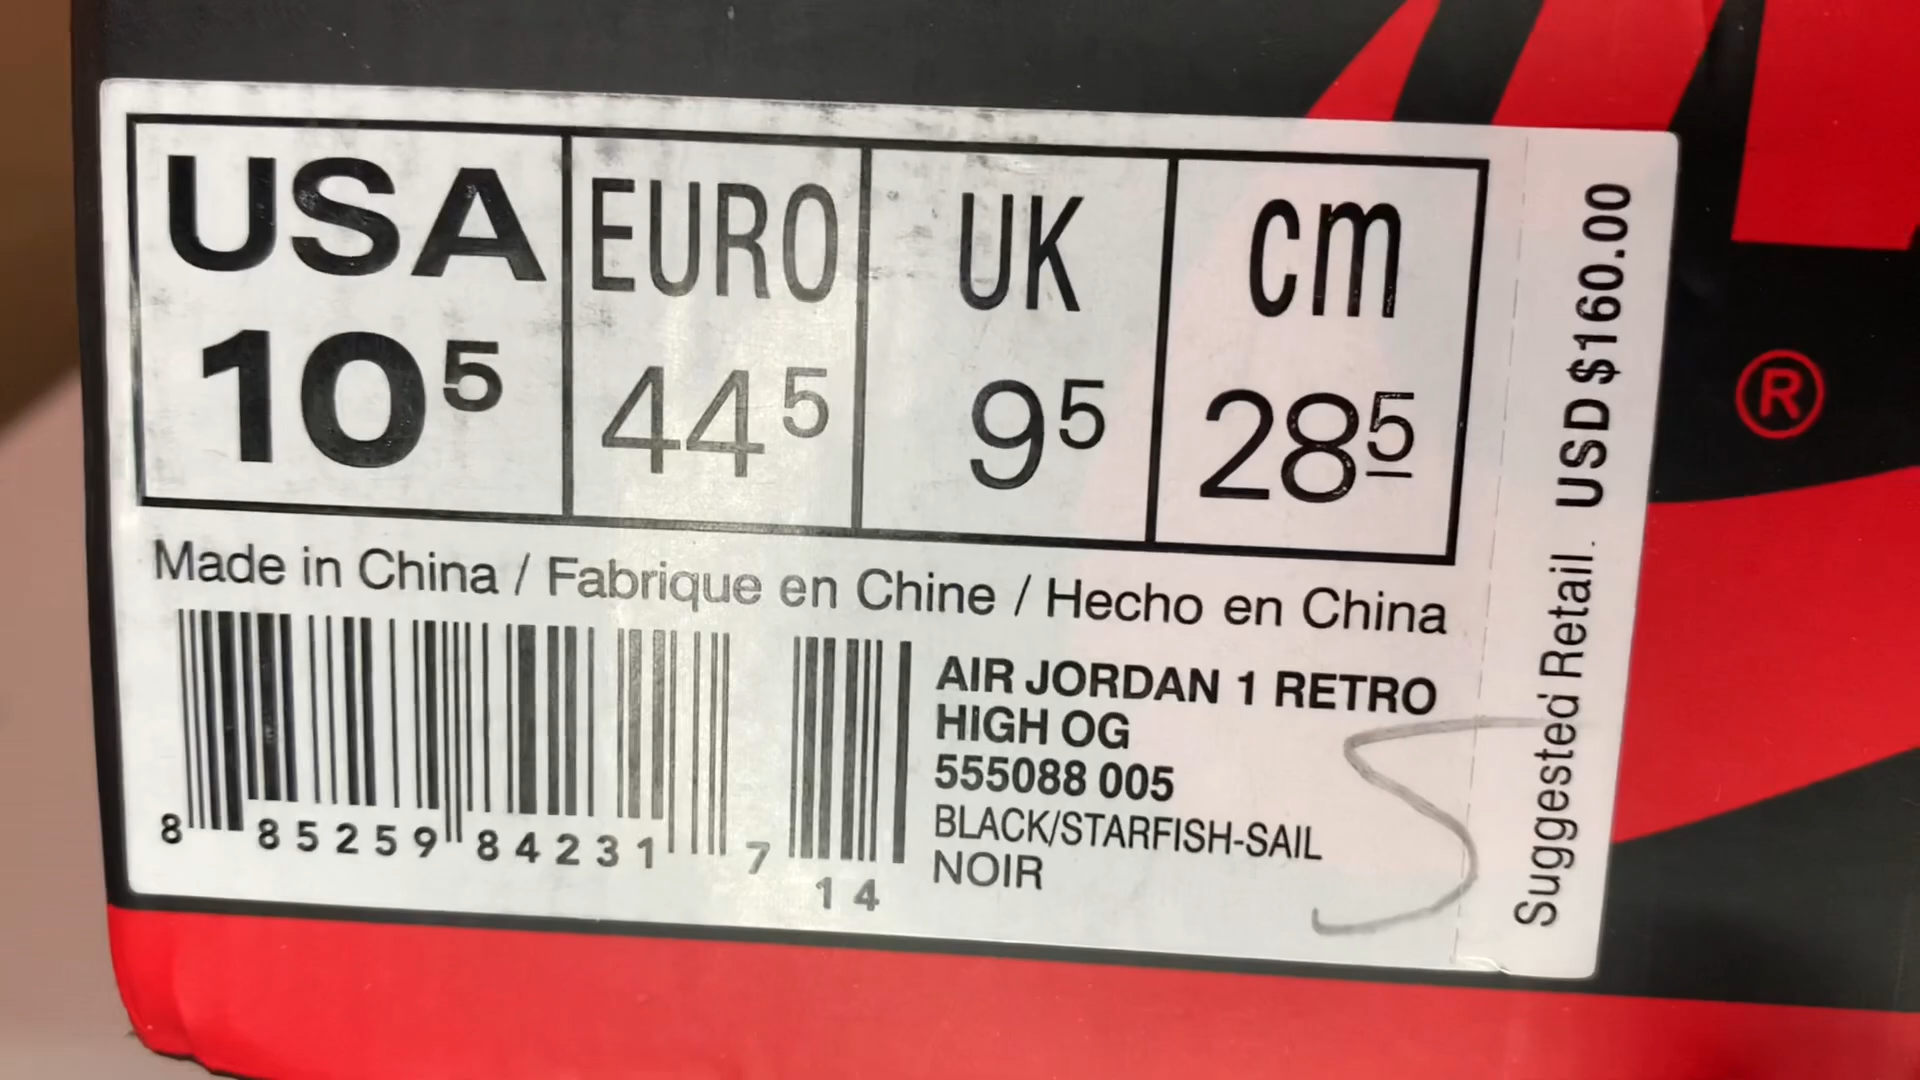 USA EURO UK cm
10⁵ 44⁵ 9⁵ 28⁵
Made in China / Fabrique en Chine / Hecho en China
AIR JORDAN 1 RETRO
HIGH OG
555088 005
BLACK/STARFISH-SAIL
NOIR
8 85259 84231 7
14
5
Suggested Retail. USD $160.00
®